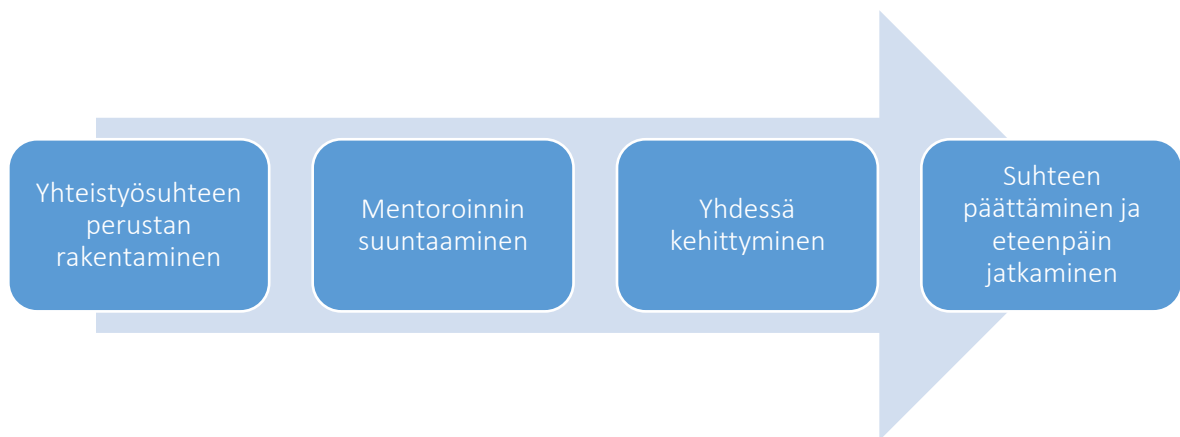 Yhteistyösuhteen
perustan
rakentaminen
Mentoroinnin
suuntaaminen
Yhdessä
kehittyminen
Suhteen
päättäminen ja
eteenpäin
jatkaminen